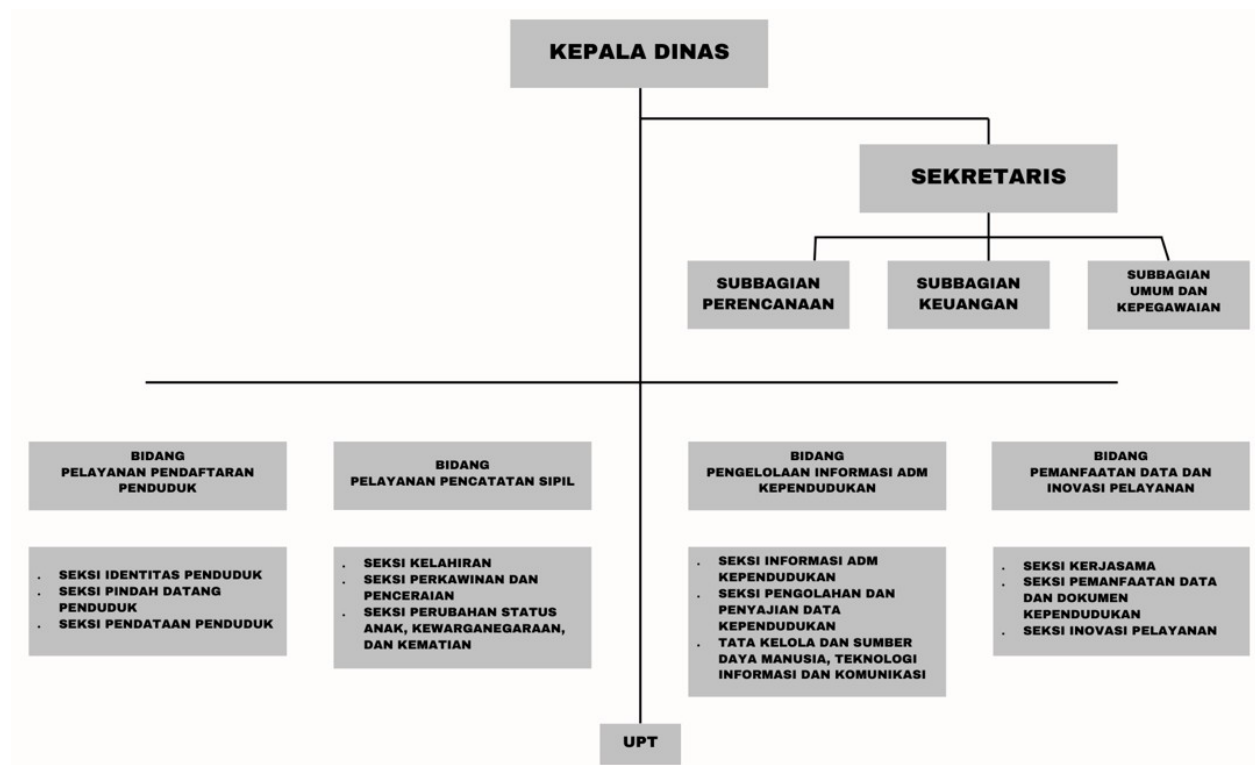 KEPALA DINAS
SEKRETARIS
SUBBAGIAN
PERENCANAAN
SUBBAGIAN
KEUANGAN
SUBBAGIAN
UMUM DAN
KEPEGAWAIAN
BIDANG
PELAYANAN PENDAFTARAN
PENDUDUK
BIDANG
PELAYANAN PENCATATAN SIPIL
BIDANG
PENGELOLAAN INFORMASI ADM
KEPENDUDUKAN
BIDANG
PEMANFAATAN DATA DAN
INOVASI PELAYANAN
. SEKSI IDENTITAS PENDUDUK
. SEKSI PINDAH DATANG
PENDUDUK
. SEKSI PENDATAAN PENDUDUK
. SEKSI KELAHIRAN
. SEKSI PERKAWINAN DAN
PENCERAIAN
. SEKSI PERUBAHAN STATUS
ANAK, KEWARGANEGARAAN,
DAN KEMATIAN
. SEKSI INFORMASI ADM
KEPENDUDUKAN
. SEKSI PENGOLAHAN DAN
PENYAJIAN DATA
KEPENDUDUKAN
. TATA KELOLA DAN SUMBER
DAYA MANUSIA, TEKNOLOGI
INFORMASI DAN KOMUNIKASI
. SEKSI KERJASAMA
. SEKSI PEMANFAATAN DATA
DAN DOKUMEN
KEPENDUDUKAN
. SEKSI INOVASI PELAYANAN
UPT